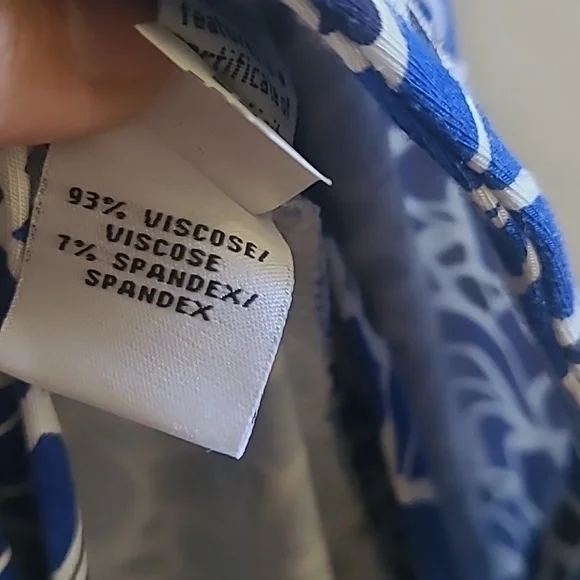 93% VISCOSE/
VISCOSE
7% SPANDEX/
SPANDEX